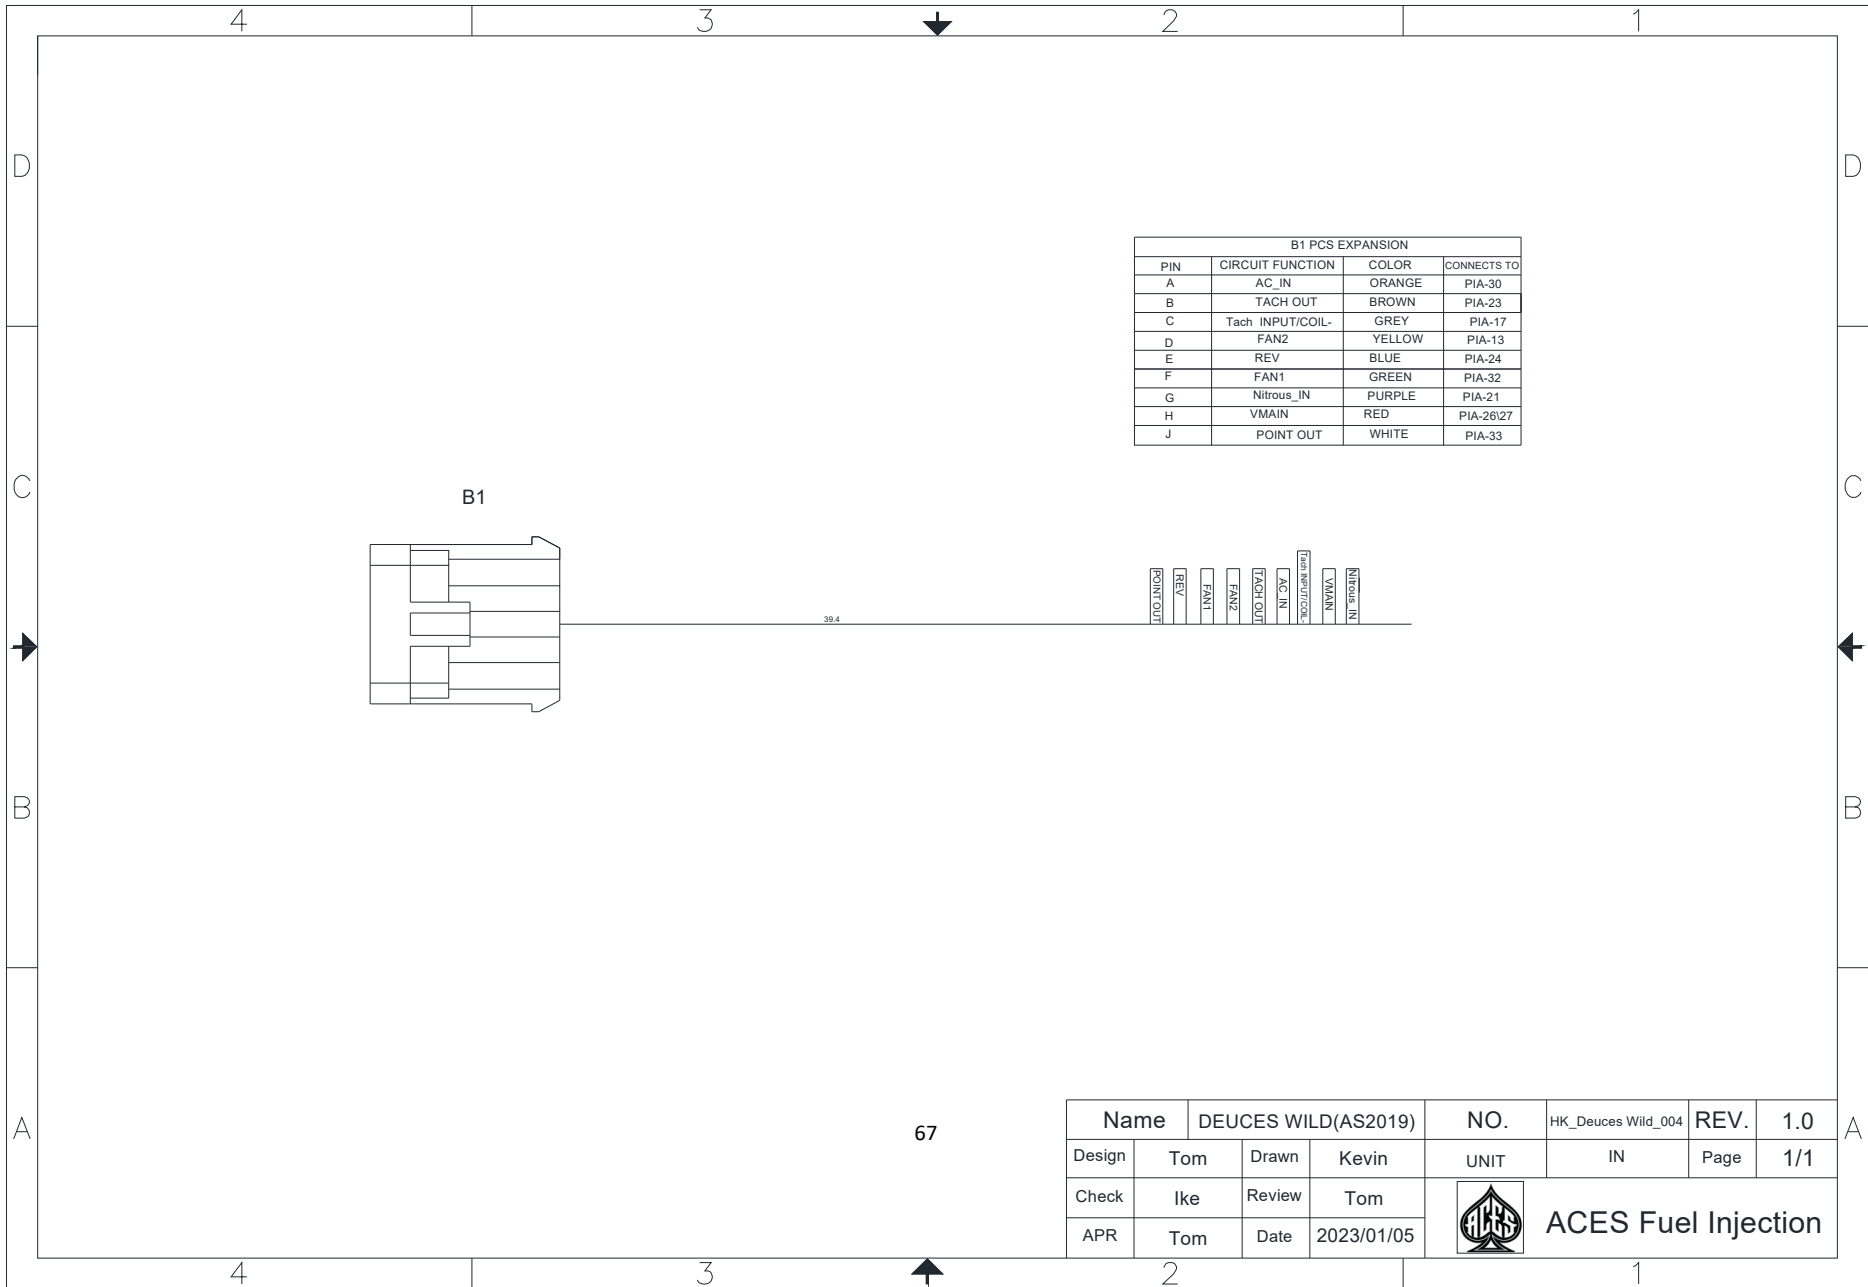 4 3 2 1
D D
B1 PCS EXPANSION
PIN CIRCUIT FUNCTION COLOR CONNECTS TO
A AC_IN ORANGE PIA-30
B TACH OUT BROWN PIA-23
C Tach INPUT/COIL- GREY PIA-17
D FAN2 YELLOW PIA-13
E REV BLUE PIA-24
F FAN1 GREEN PIA-32
G Nitrous_IN PURPLE PIA-21
H VMAIN RED PIA-26\27
J POINT OUT WHITE PIA-33
C C
B1
POINT OUT
REV
FAN1
FAN2
TACH OUT
AC_IN
Tach INPUT/COIL-
VMAIN
Nitrous_IN
39.4
B B
A A
67
Name DEUCES WILD(AS2019) NO. HK_Deuces Wild_004 REV. 1.0
Design Tom Drawn Kevin UNIT IN Page 1/1
Check Ike Review Tom
APR Tom Date 2023/01/05
ACES
ACES Fuel Injection
4 3 2 1